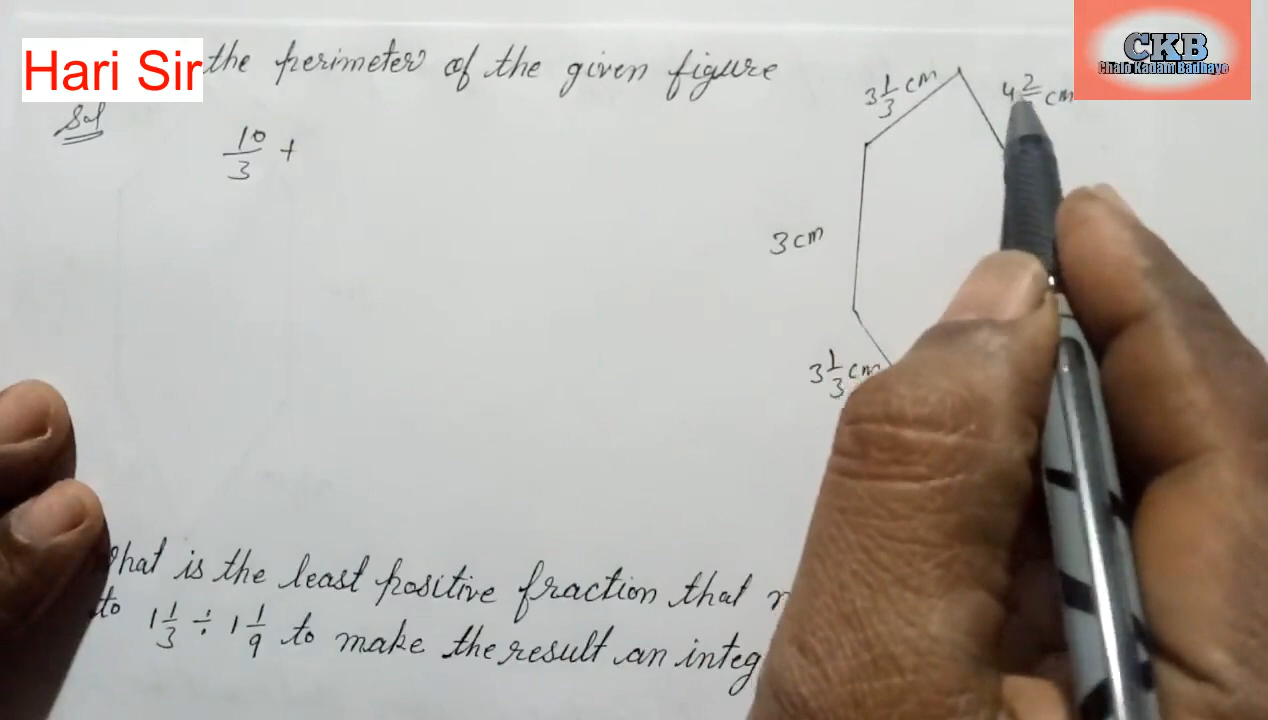 Hari Sir the perimeter of the given figure
CKB
Chalo Kadam Badhaye
Sol
10/3 +
3 1/3 cm
4 2 cm
3 cm
3 1/3 cm
hat is the least positive fraction that
to 1 1/3 ÷ 1 1/9 to make the result an integ